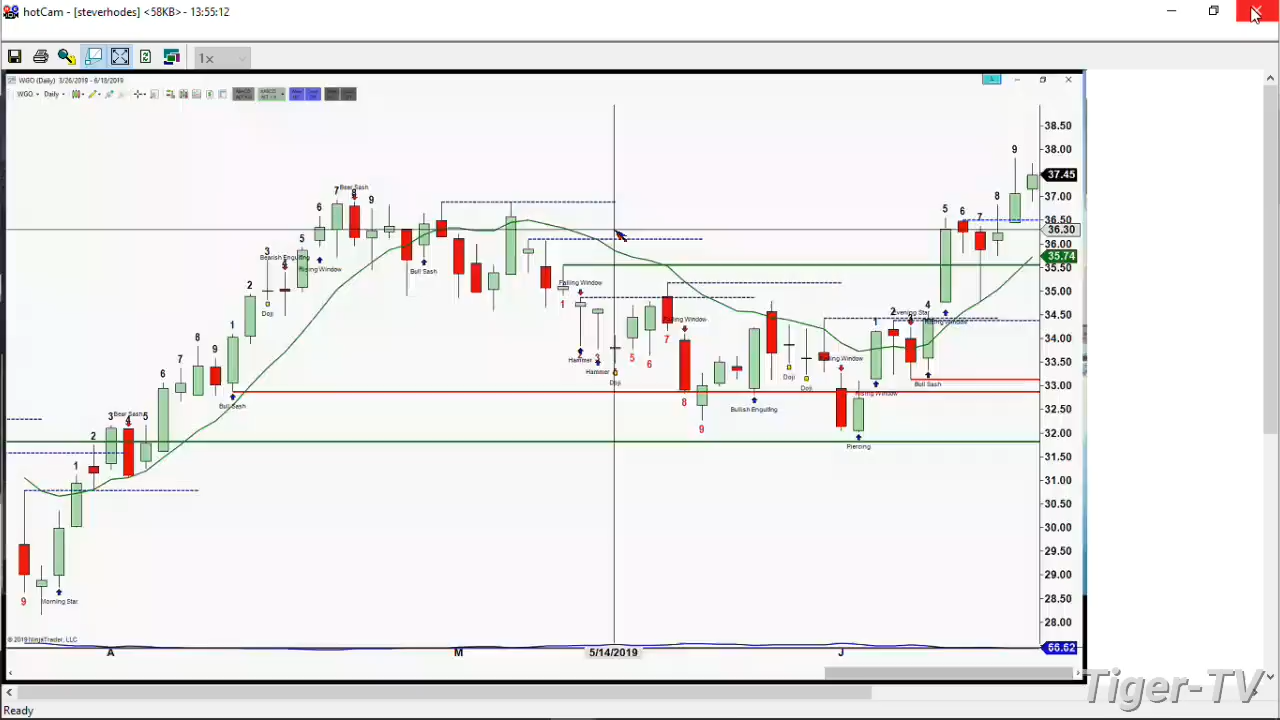 hotCam - [steverhodes] <58KB> - 13:55:12
1x
WGO (Daily) 3/26/2019 - 6/18/2019
WGO Daily
38.50
9
38.00
7 Bear Sash
8
37.45
6 9
8
37.00
5 6 7
36.50
36.30
5
36.00
3 Bearish Engulfing
35.74
4 Rising Window
Bull Sash
35.50
2
Falling Window
35.00
Doji
1
4
34.50
2 Evening Star
Falling Window
Rising Window
1
1
34.00
8
7
9
Hammer 3 5
33.50
7
Hammer
6
Falling Window
6
Doji
Doji
Doji
Bull Sash
33.00
Rising Window
Bull Sash
8
Bullish Engulfing
32.50
3 Bear Sash 5
4
9
32.00
2
Piercing
31.50
1
31.00
30.50
30.00
29.50
29.00
9 Morning Star
28.50
28.00
© 2019 NinjaTrader, LLC
66.62
A M 5/14/2019 J
Tiger-TV
Ready